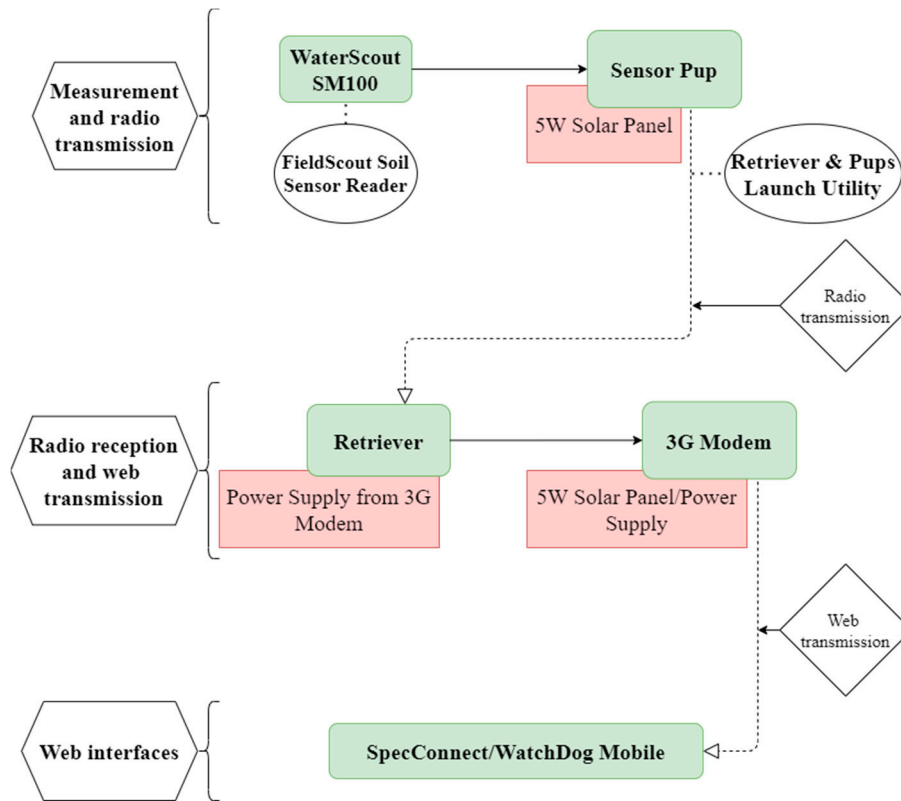 Measurement
and radio
transmission
WaterScout
SM100
Sensor Pup
5W Solar Panel
FieldScout Soil
Sensor Reader
Retriever & Pups
Launch Utility
Radio
transmission
Radio reception
and web
transmission
Retriever
3G Modem
Power Supply from 3G
Modem
5W Solar Panel/Power
Supply
Web
transmission
Web interfaces
SpecConnect/WatchDog Mobile